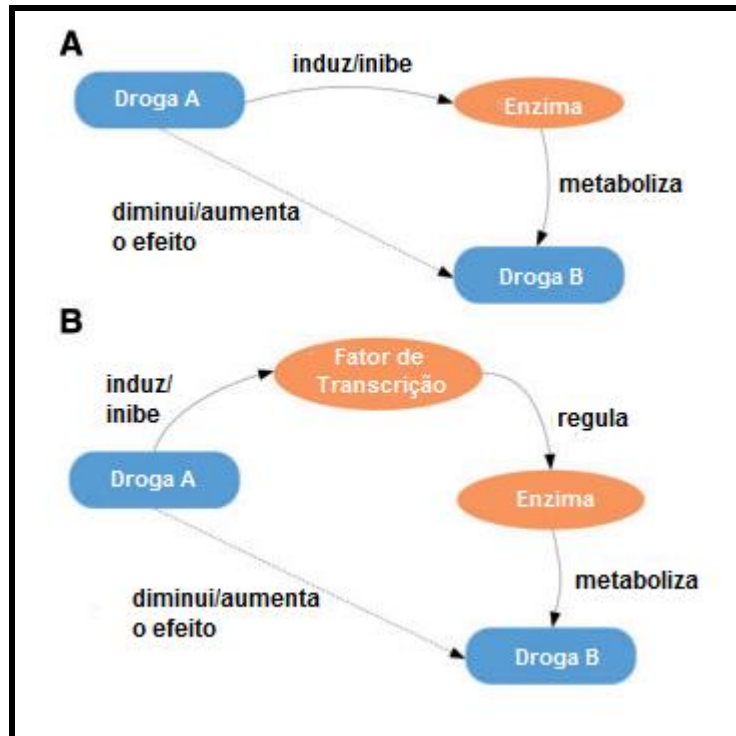 A
induz/inibe
Droga A
Enzima
metaboliza
diminui/aumenta
o efeito
Droga B
B
Fator de
Transcrição
induz/
inibe
regula
Droga A
Enzima
metaboliza
diminui/aumenta
o efeito
Droga B